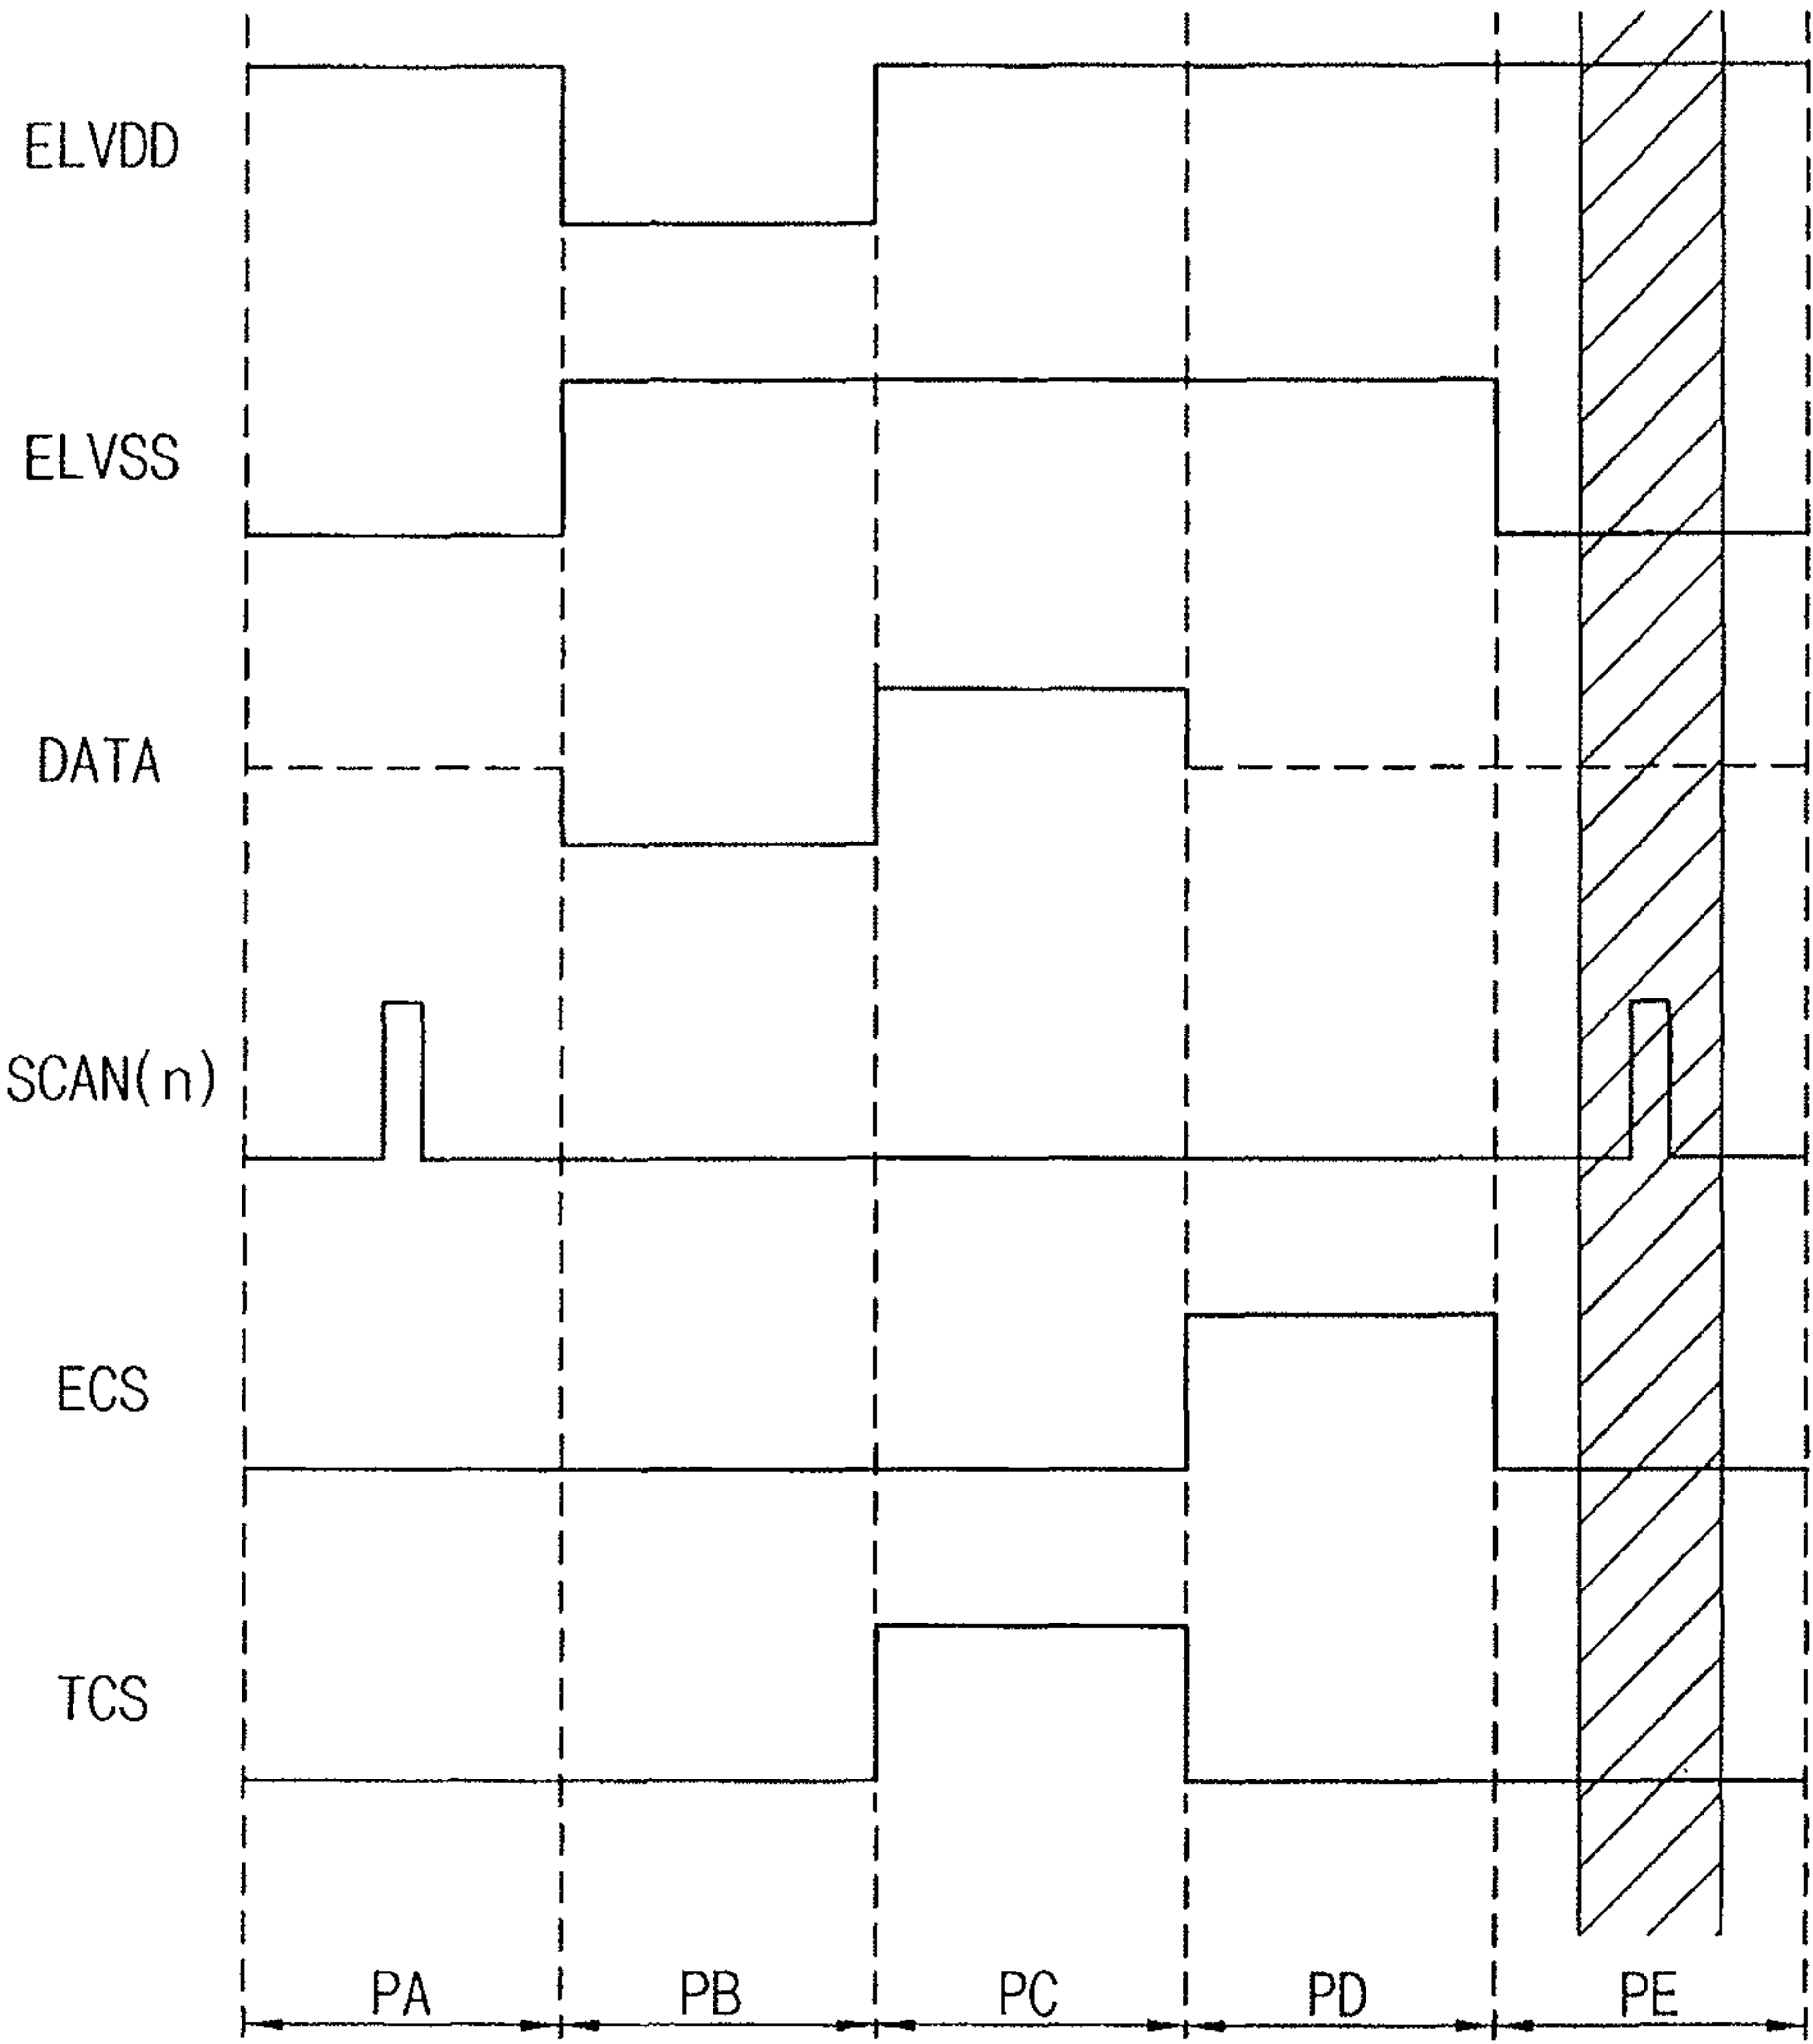 ELVDD
ELVSS
DATA
SCAN(n)
ECS
TCS
PA PB PC PD PE